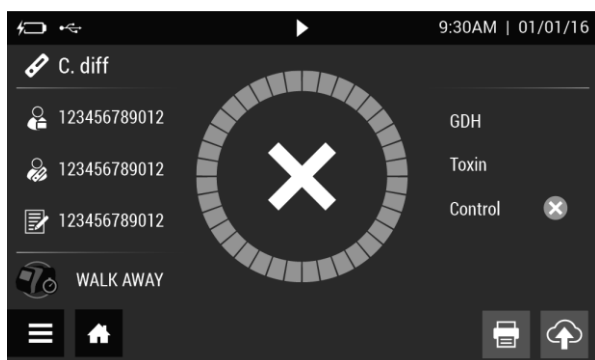 9:30AM | 01/01/16
C. diff
123456789012
123456789012
123456789012
WALK AWAY
GDH
Toxin
Control